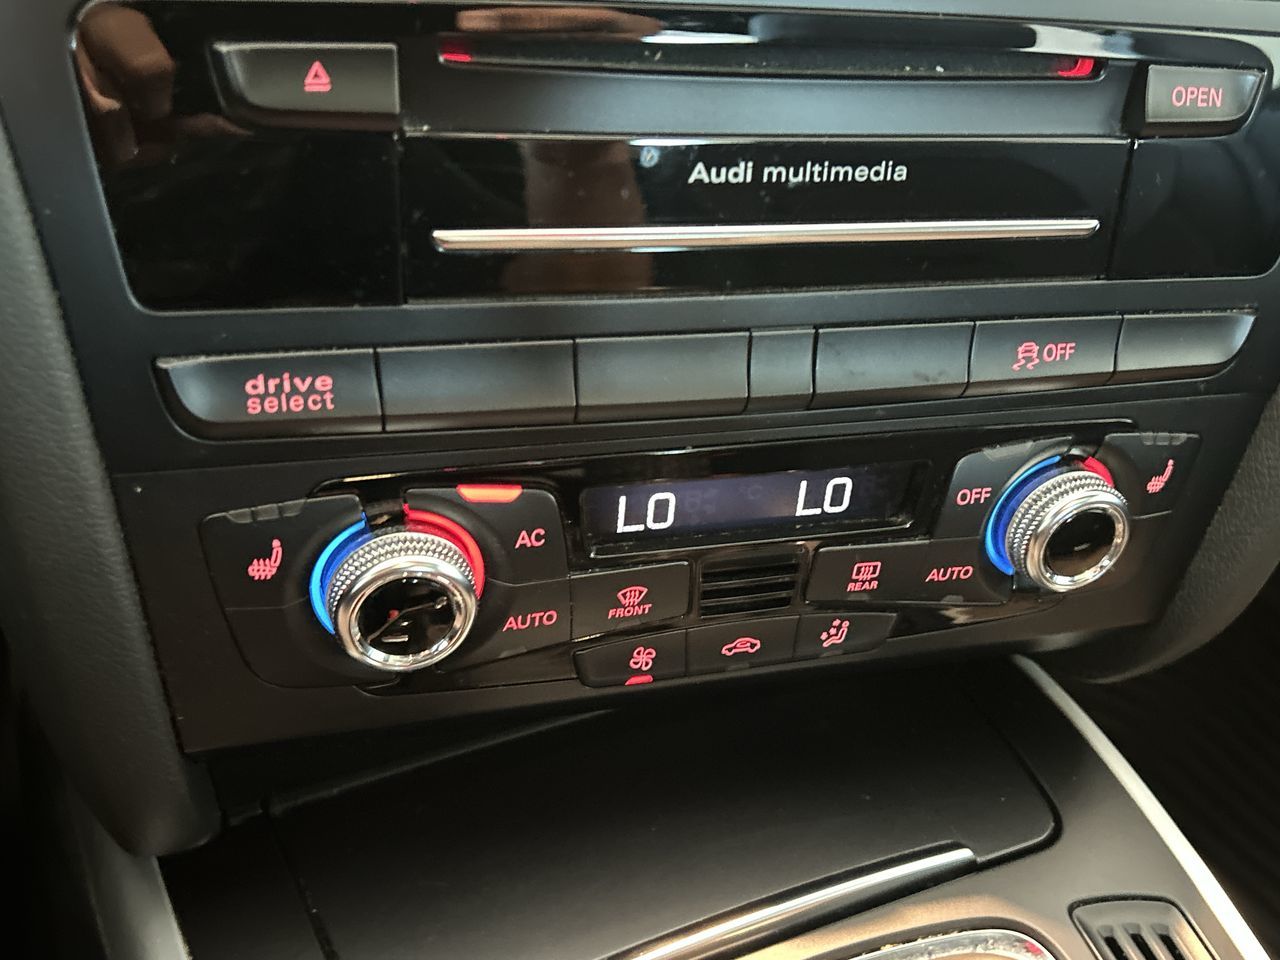 OPEN
Audi multimedia
drive
select
OFF
LO LO
OFF
AC
AUTO
FRONT
REAR
AUTO